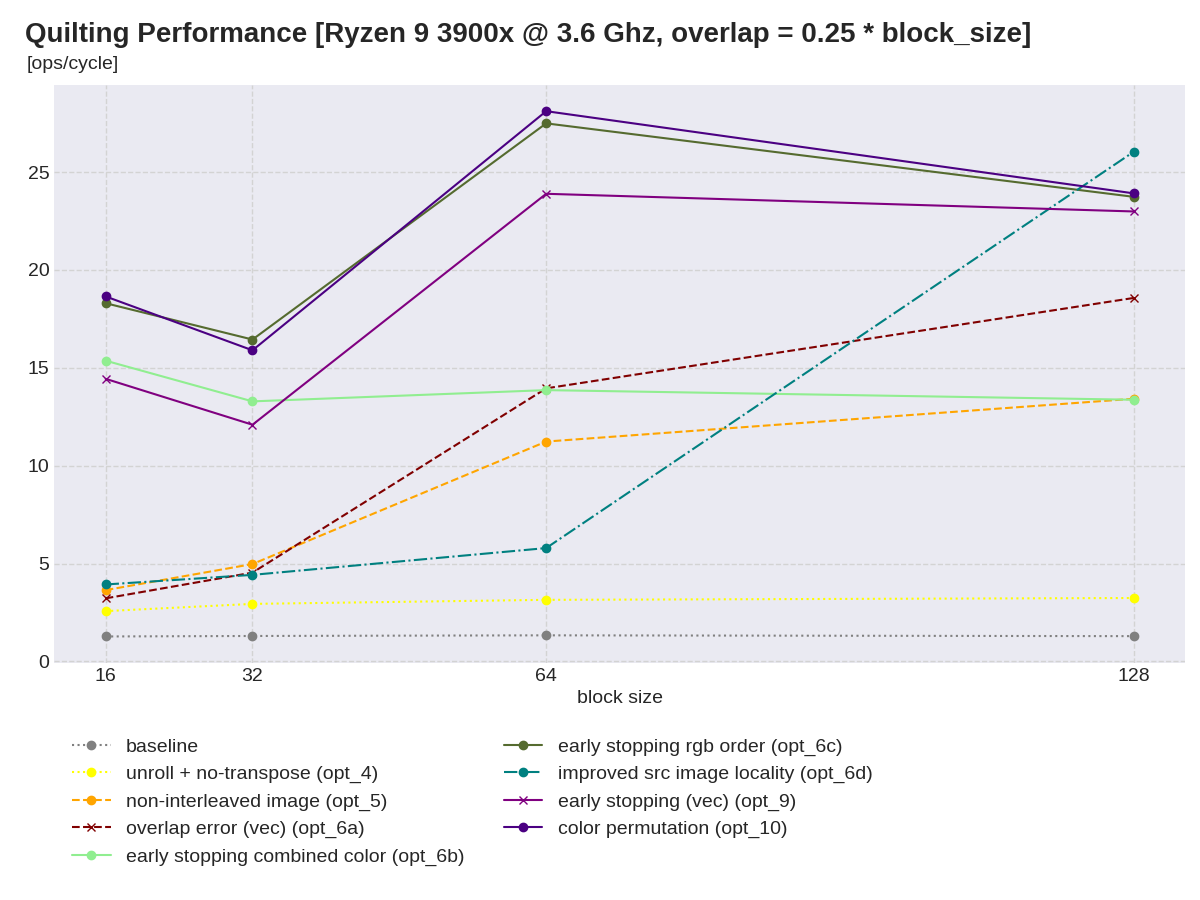 Quilting Performance [Ryzen 9 3900x @ 3.6 Ghz, overlap = 0.25 * block_size]
[ops/cycle]
25
20
15
10
5
0
16 32 64 128
block size
baseline
unroll + no-transpose (opt_4)
non-interleaved image (opt_5)
overlap error (vec) (opt_6a)
early stopping combined color (opt_6b)
early stopping rgb order (opt_6c)
improved src image locality (opt_6d)
early stopping (vec) (opt_9)
color permutation (opt_10)